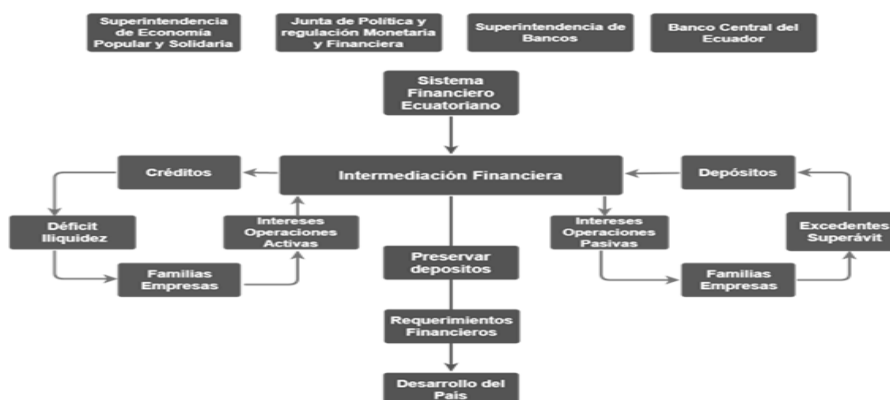 Superintendencia
de Economía
Popular y Solidaria
Junta de Política y
regulación Monetaria
y Financiera
Superintendencia de
Bancos
Banco Central del
Ecuador
Sistema
Financiero
Ecuatoriano
Créditos
Intermediación Financiera
Depósitos
Déficit
Iliquidez
Intereses
Operaciones
Activas
Intereses
Operaciones
Pasivas
Excedentes
Superávit
Familias
Empresas
Preservar
depositos
Familias
Empresas
Requerimientos
Financieros
Desarrollo del
País